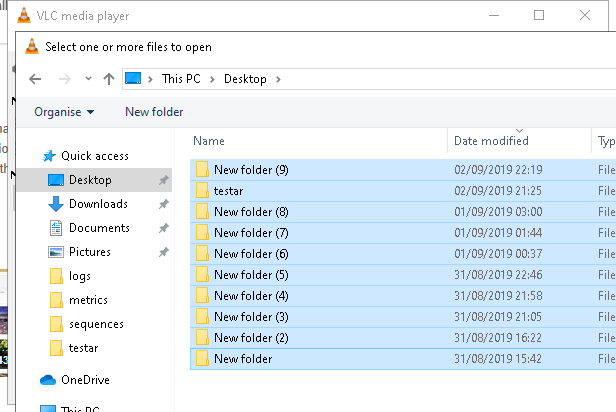 VLC media player
Select one or more files to open
This PC > Desktop >
Organise New folder
Name Date modified Typ
Quick access
Desktop
Downloads
Documents
Pictures
logs
metrics
sequences
testar
OneDrive
This PC
New folder (9) 02/09/2019 22:19 File
testar 02/09/2019 21:25 File
New folder (8) 01/09/2019 03:00 File
New folder (7) 01/09/2019 01:44 File
New folder (6) 01/09/2019 00:37 File
New folder (5) 31/08/2019 22:46 File
New folder (4) 31/08/2019 21:58 File
New folder (3) 31/08/2019 21:05 File
New folder (2) 31/08/2019 16:22 File
New folder 31/08/2019 15:42 File